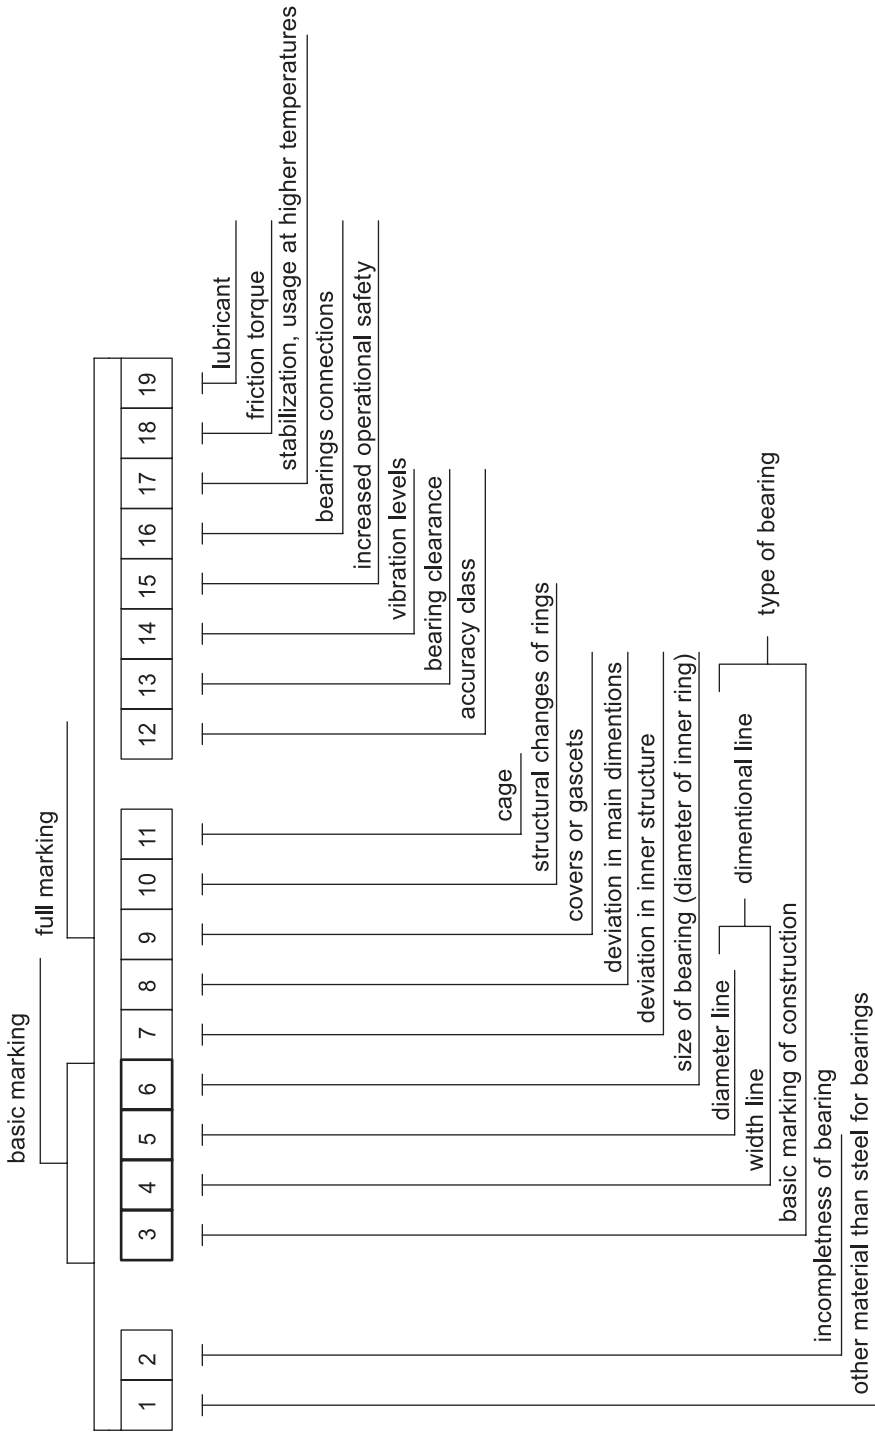 basic marking
full marking
1 2 3 4 5 6 7 8 9 10 11 12 13 14 15 16 17 18 19
lubricant
friction torque
stabilization, usage at higher temperatures
bearings connections
increased operational safety
vibration levels
bearing clearance
accuracy class
cage
structural changes of rings
covers or gascets
deviation in main dimentions
deviation in inner structure
size of bearing (diameter of inner ring)
diameter line
width line
dimentional line
type of bearing
basic marking of construction
incompletness of bearing
other material than steel for bearings